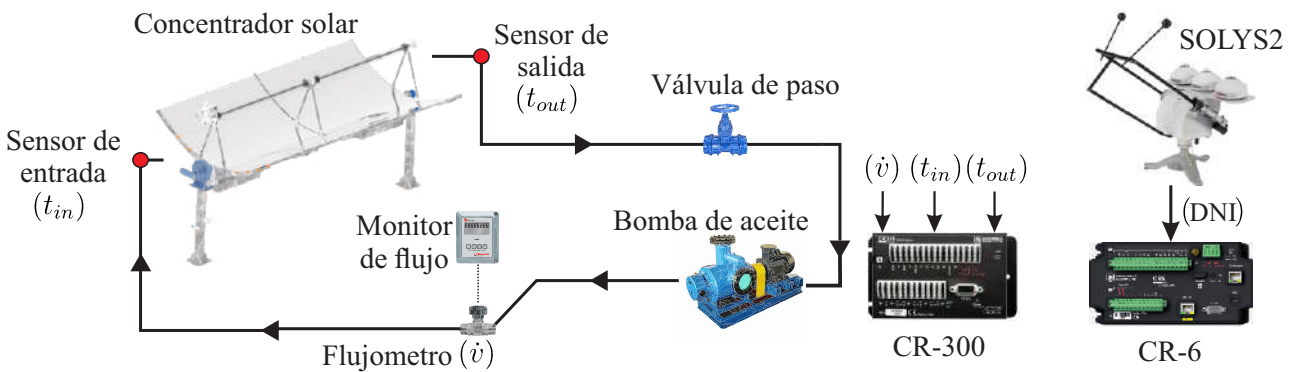 Concentrador solar
Sensor de
salida
(t_out)
Válvula de paso
SOLYS2
Sensor de
entrada
(t_in)
(v̇) (t_in) (t_out)
(DNI)
Monitor
de flujo
Bomba de aceite
Flujometro (v̇)
CR-300
CR-6